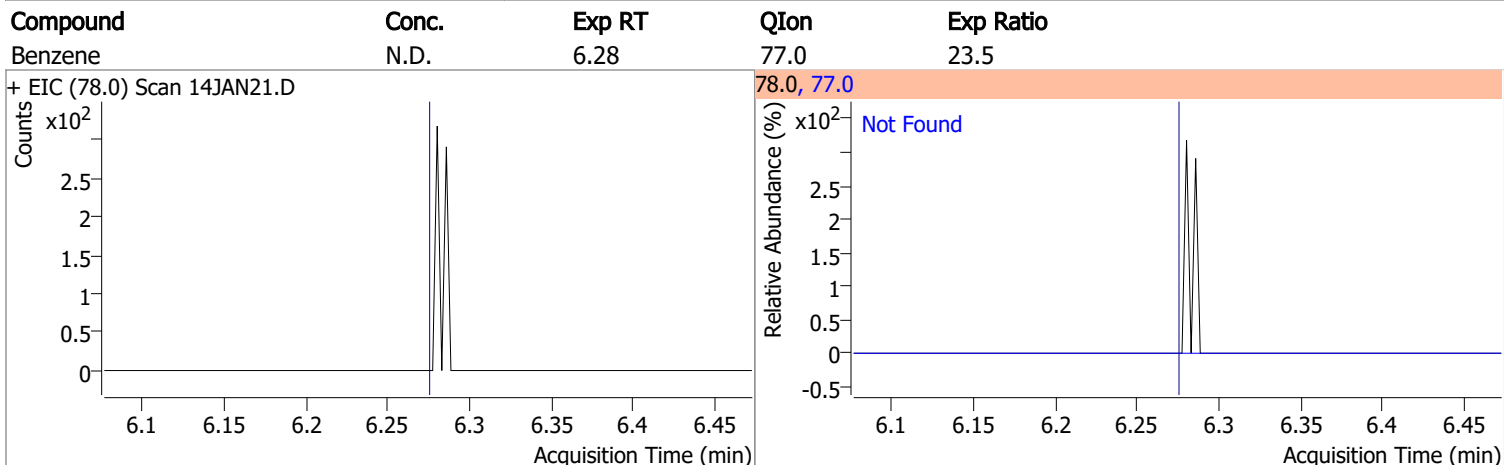 Compound Conc. Exp RT QIon Exp Ratio
Benzene N.D. 6.28 77.0 23.5
+ EIC (78.0) Scan 14JAN21.D
Counts
x10²
2.5
2
1.5
1
0.5
0
6.1 6.15 6.2 6.25 6.3 6.35 6.4 6.45
Acquisition Time (min)
78.0, 77.0
Relative Abundance (%)
x10²
Not Found
2.5
2
1.5
1
0.5
0
-0.5
6.1 6.15 6.2 6.25 6.3 6.35 6.4 6.45
Acquisition Time (min)